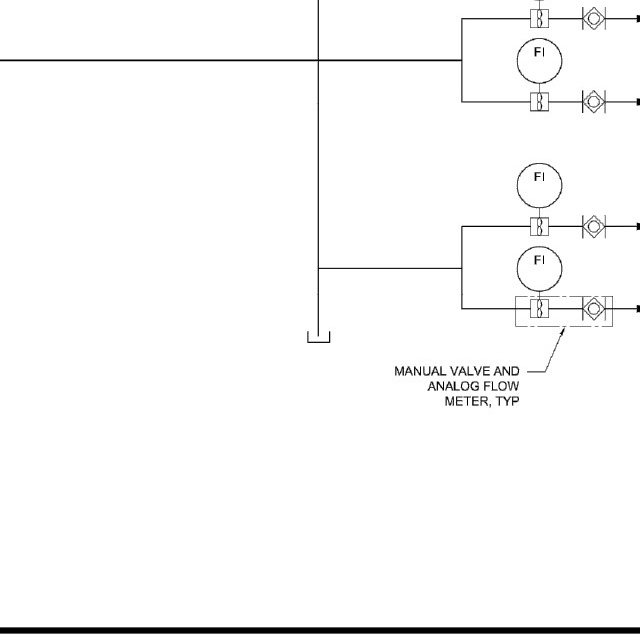 FI
FI
FI
MANUAL VALVE AND
ANALOG FLOW
METER, TYP